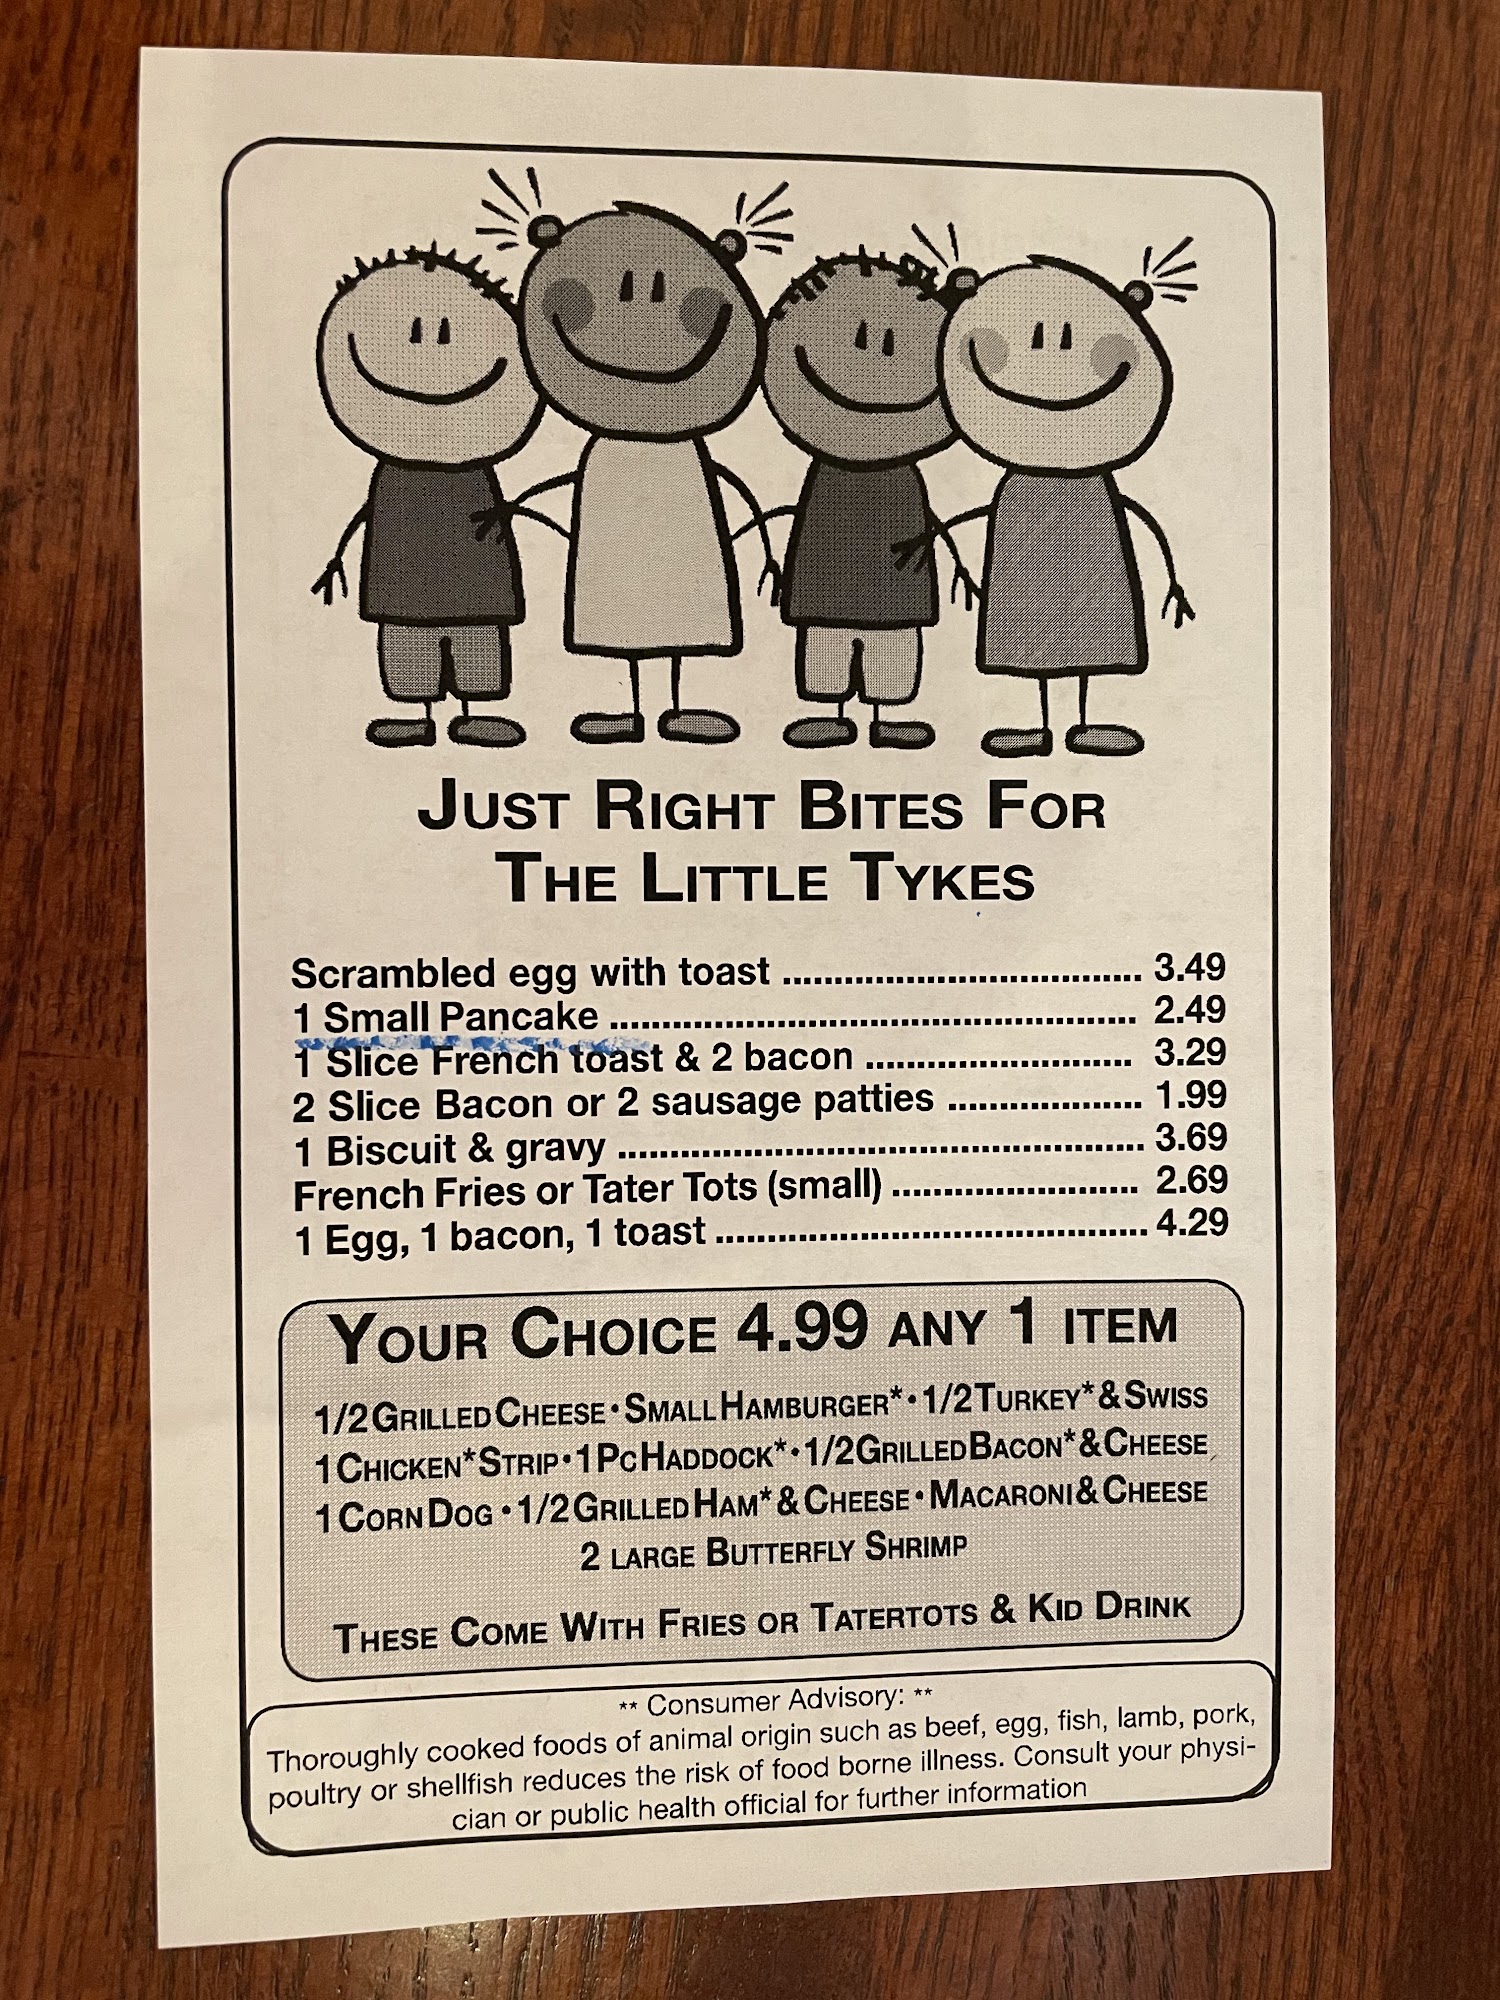 Just Right Bites For
The Little Tykes
Scrambled egg with toast ................................... 3.49
1 Small Pancake ................................................... 2.49
1 Slice French toast & 2 bacon .......................... 3.29
2 Slice Bacon or 2 sausage patties ................... 1.99
1 Biscuit & gravy ................................................... 3.69
French Fries or Tater Tots (small) ........................ 2.69
1 Egg, 1 bacon, 1 toast .......................................... 4.29
Your Choice 4.99 any 1 item
1/2 Grilled Cheese • Small Hamburger* • 1/2 Turkey* & Swiss
1 Chicken* Strip • 1 Pc Haddock* • 1/2 Grilled Bacon* & Cheese
1 Corn Dog • 1/2 Grilled Ham* & Cheese • Macaroni & Cheese
2 large Butterfly Shrimp
These Come With Fries or Tatertots & Kid Drink
** Consumer Advisory: **
Thoroughly cooked foods of animal origin such as beef, egg, fish, lamb, pork,
poultry or shellfish reduces the risk of food borne illness. Consult your physi-
cian or public health official for further information